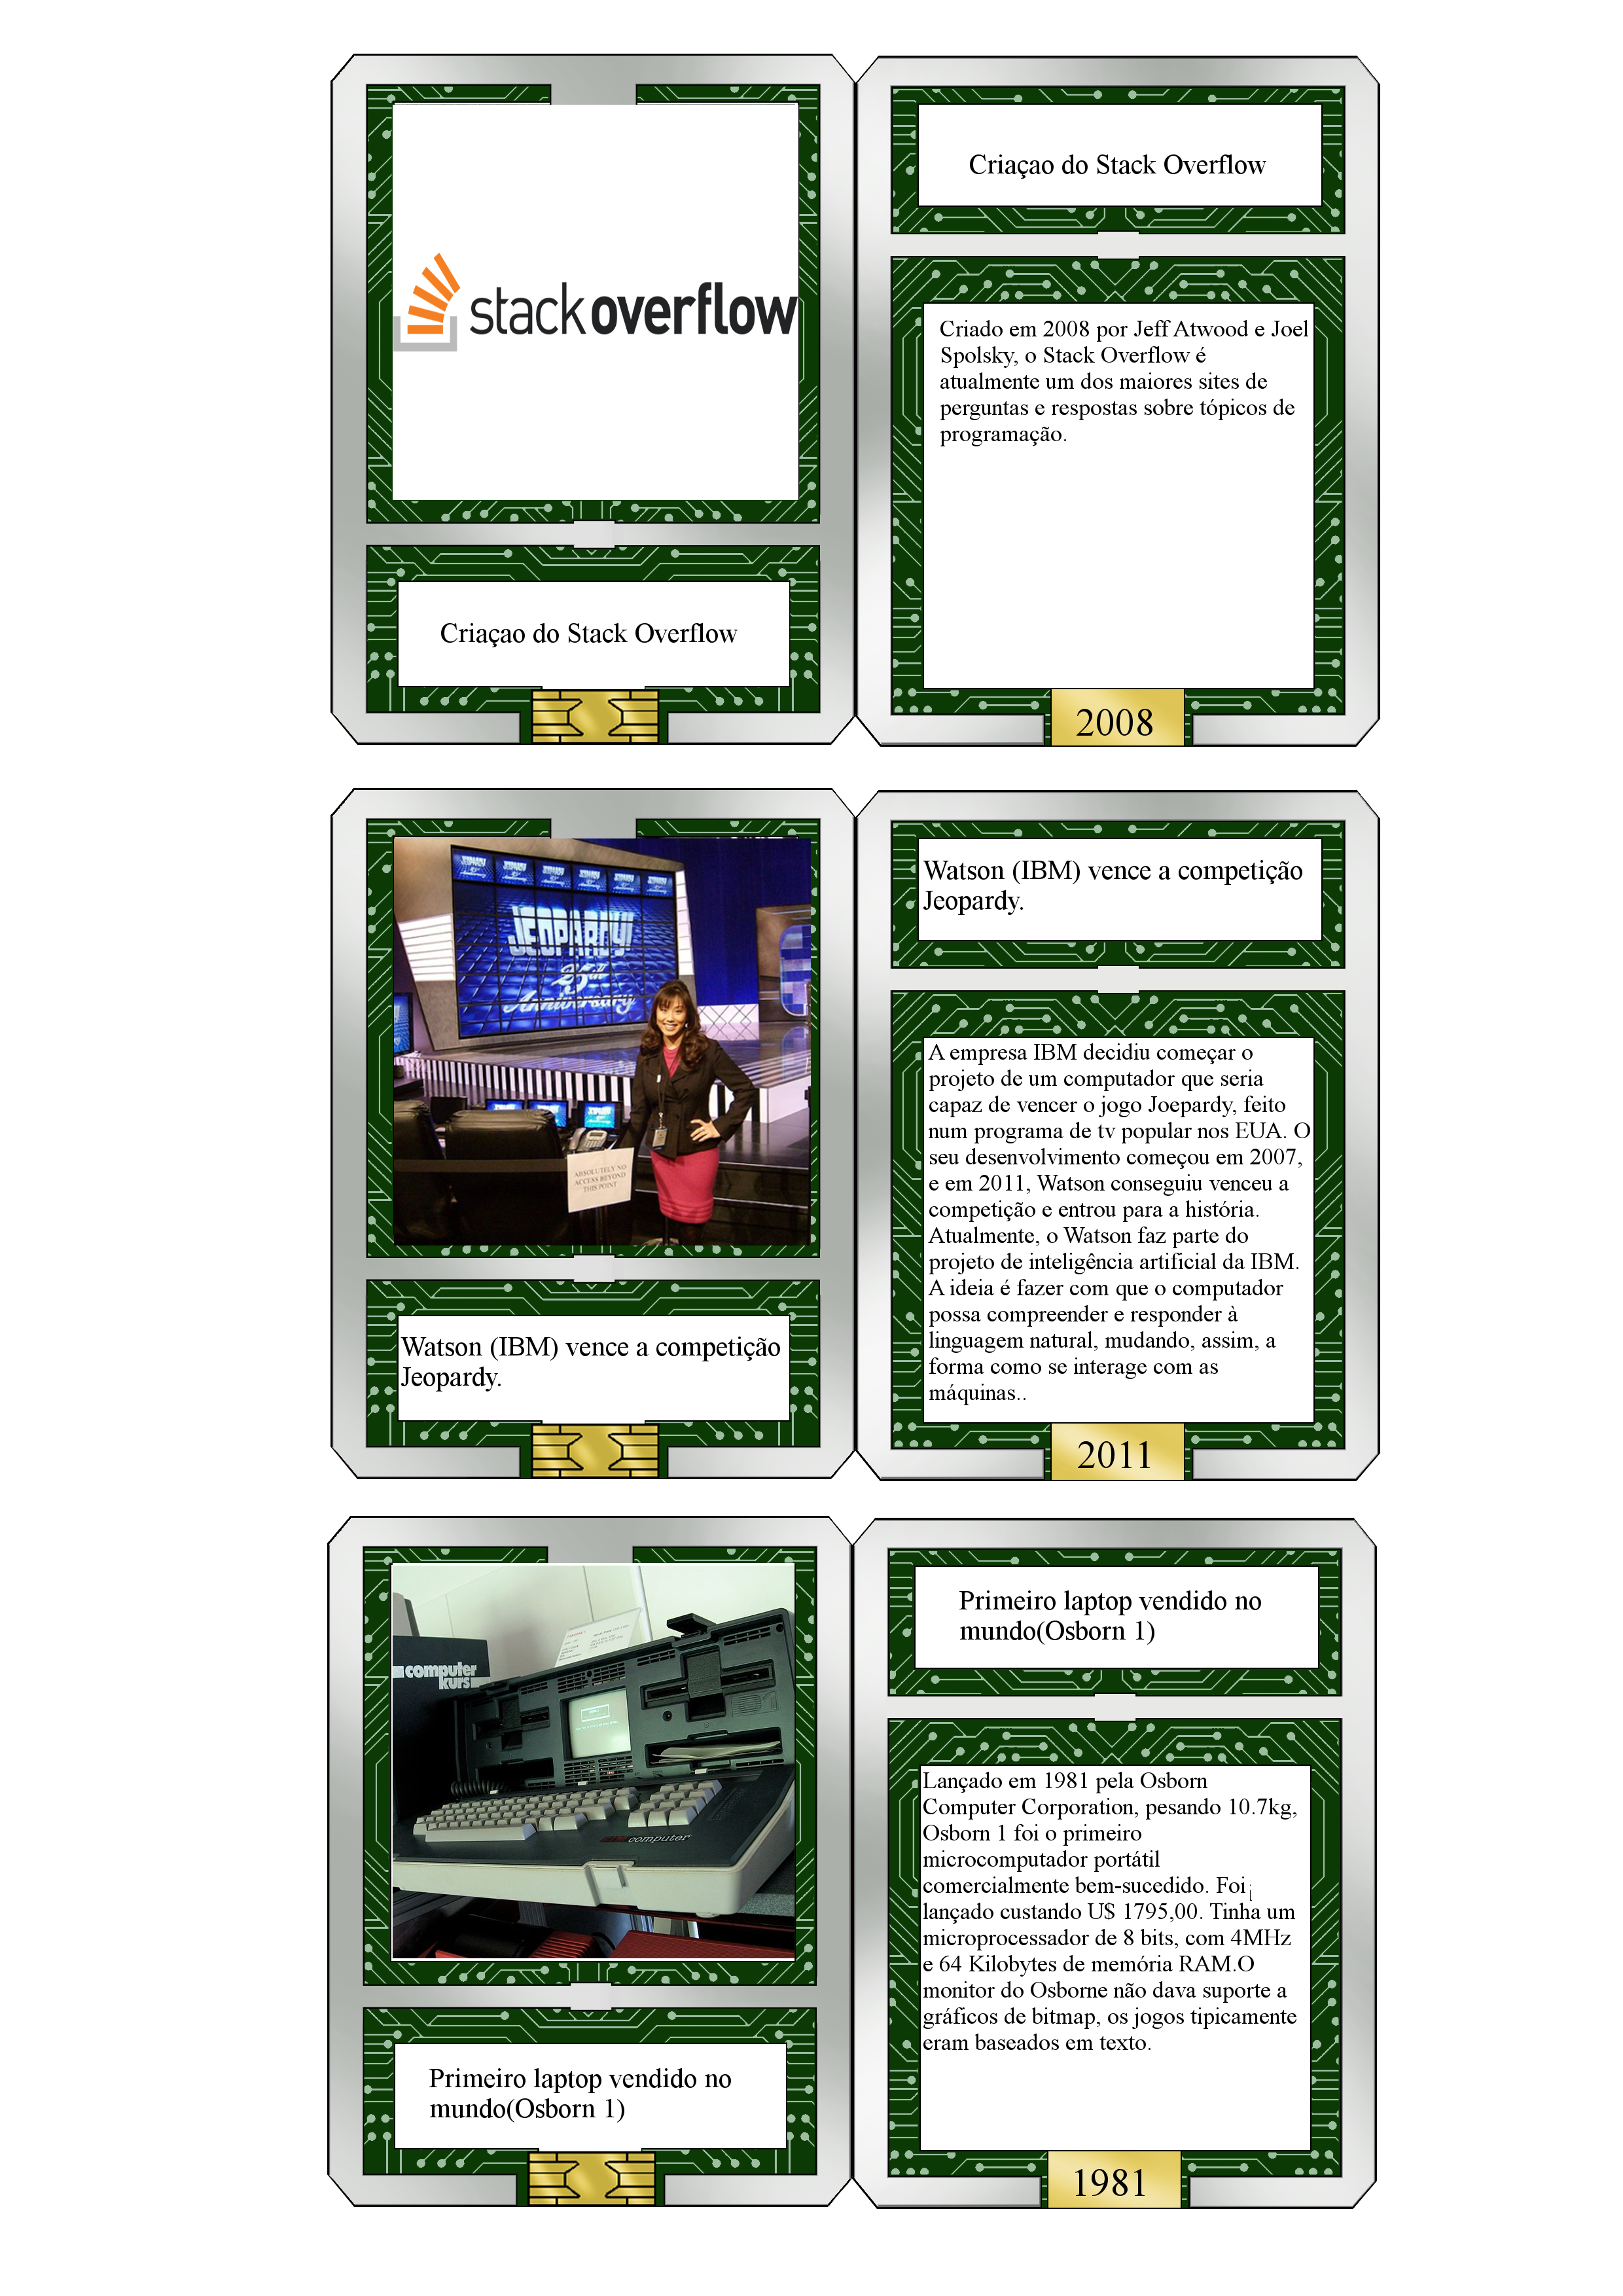 stackoverflow
Criaçao do Stack Overflow
Criaçao do Stack Overflow
Criado em 2008 por Jeff Atwood e Joel
Spolsky, o Stack Overflow é
atualmente um dos maiores sites de
perguntas e respostas sobre tópicos de
programação.
2008
JEOPARDY!
25th
Anniversary
ABSOLUTELY NO
ACCESS BEYOND
THIS POINT
Watson (IBM) vence a competição
Jeopardy.
Watson (IBM) vence a competição
Jeopardy.
A empresa IBM decidiu começar o
projeto de um computador que seria
capaz de vencer o jogo Joepardy, feito
num programa de tv popular nos EUA. O
seu desenvolvimento começou em 2007,
e em 2011, Watson conseguiu venceu a
competição e entrou para a história.
Atualmente, o Watson faz parte do
projeto de inteligência artificial da IBM.
A ideia é fazer com que o computador
possa compreender e responder à
linguagem natural, mudando, assim, a
forma como se interage com as
máquinas..
2011
computer
kurs
computer
Primeiro laptop vendido no
mundo(Osborn 1)
Primeiro laptop vendido no
mundo(Osborn 1)
Lançado em 1981 pela Osborn
Computer Corporation, pesando 10.7kg,
Osborn 1 foi o primeiro
microcomputador portátil
comercialmente bem-sucedido. Foi
lançado custando U$ 1795,00. Tinha um
microprocessador de 8 bits, com 4MHz
e 64 Kilobytes de memória RAM.O
monitor do Osborne não dava suporte a
gráficos de bitmap, os jogos tipicamente
eram baseados em texto.
1981